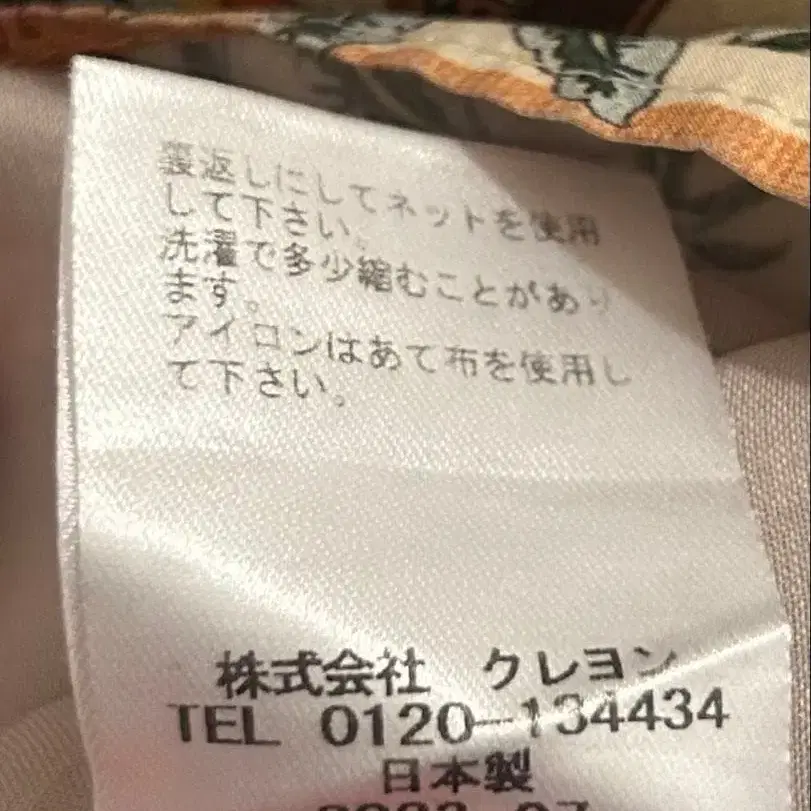 裏返しにしてネットを使用
して下さい。
洗濯で多少縮むことがあり
ます。
アイロンはあて布を使用し
て下さい。
株式会社 クレヨン
TEL 0120-134434
日本製